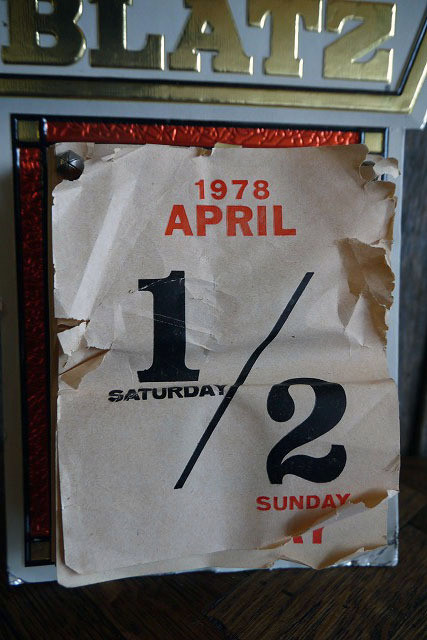 BLATZ
1978
APRIL
1/2
SATURDAY
SUNDAY